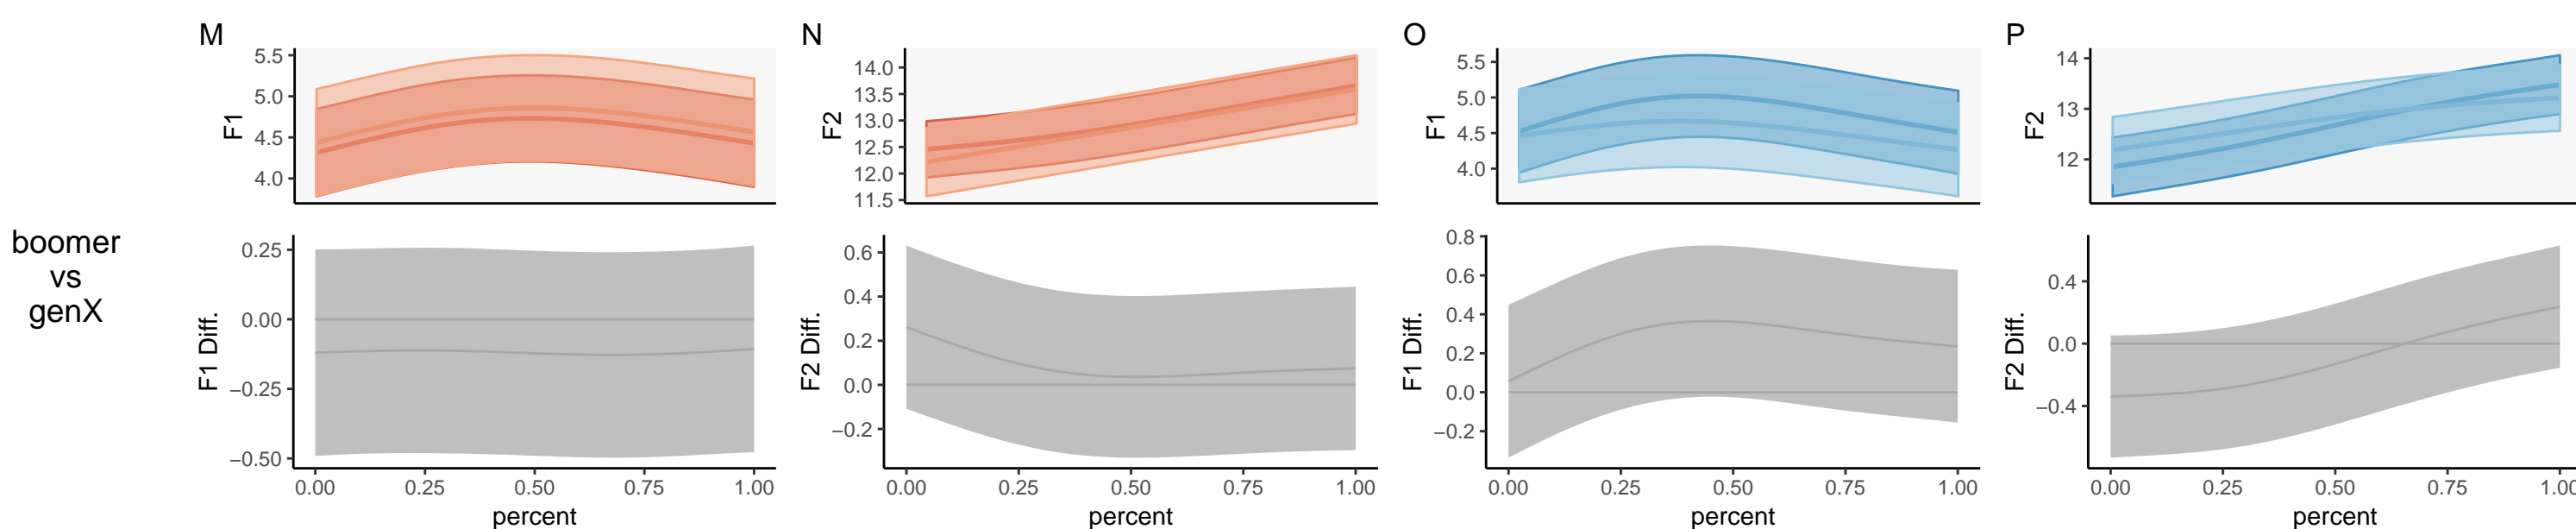 M
5.5
5.0
4.5
4.0
F1
N
14.0
13.5
13.0
12.5
12.0
11.5
F2
O
5.5
5.0
4.5
4.0
F1
P
14
13
12
F2
boomer
vs
genX
0.25
0.00
−0.25
−0.50
F1 Diff.
0.00 0.25 0.50 0.75 1.00
percent
0.6
0.4
0.2
0.0
−0.2
F2 Diff.
0.00 0.25 0.50 0.75 1.00
percent
0.8
0.6
0.4
0.2
0.0
−0.2
F1 Diff.
0.00 0.25 0.50 0.75 1.00
percent
0.4
0.0
−0.4
F2 Diff.
0.00 0.25 0.50 0.75 1.00
percent